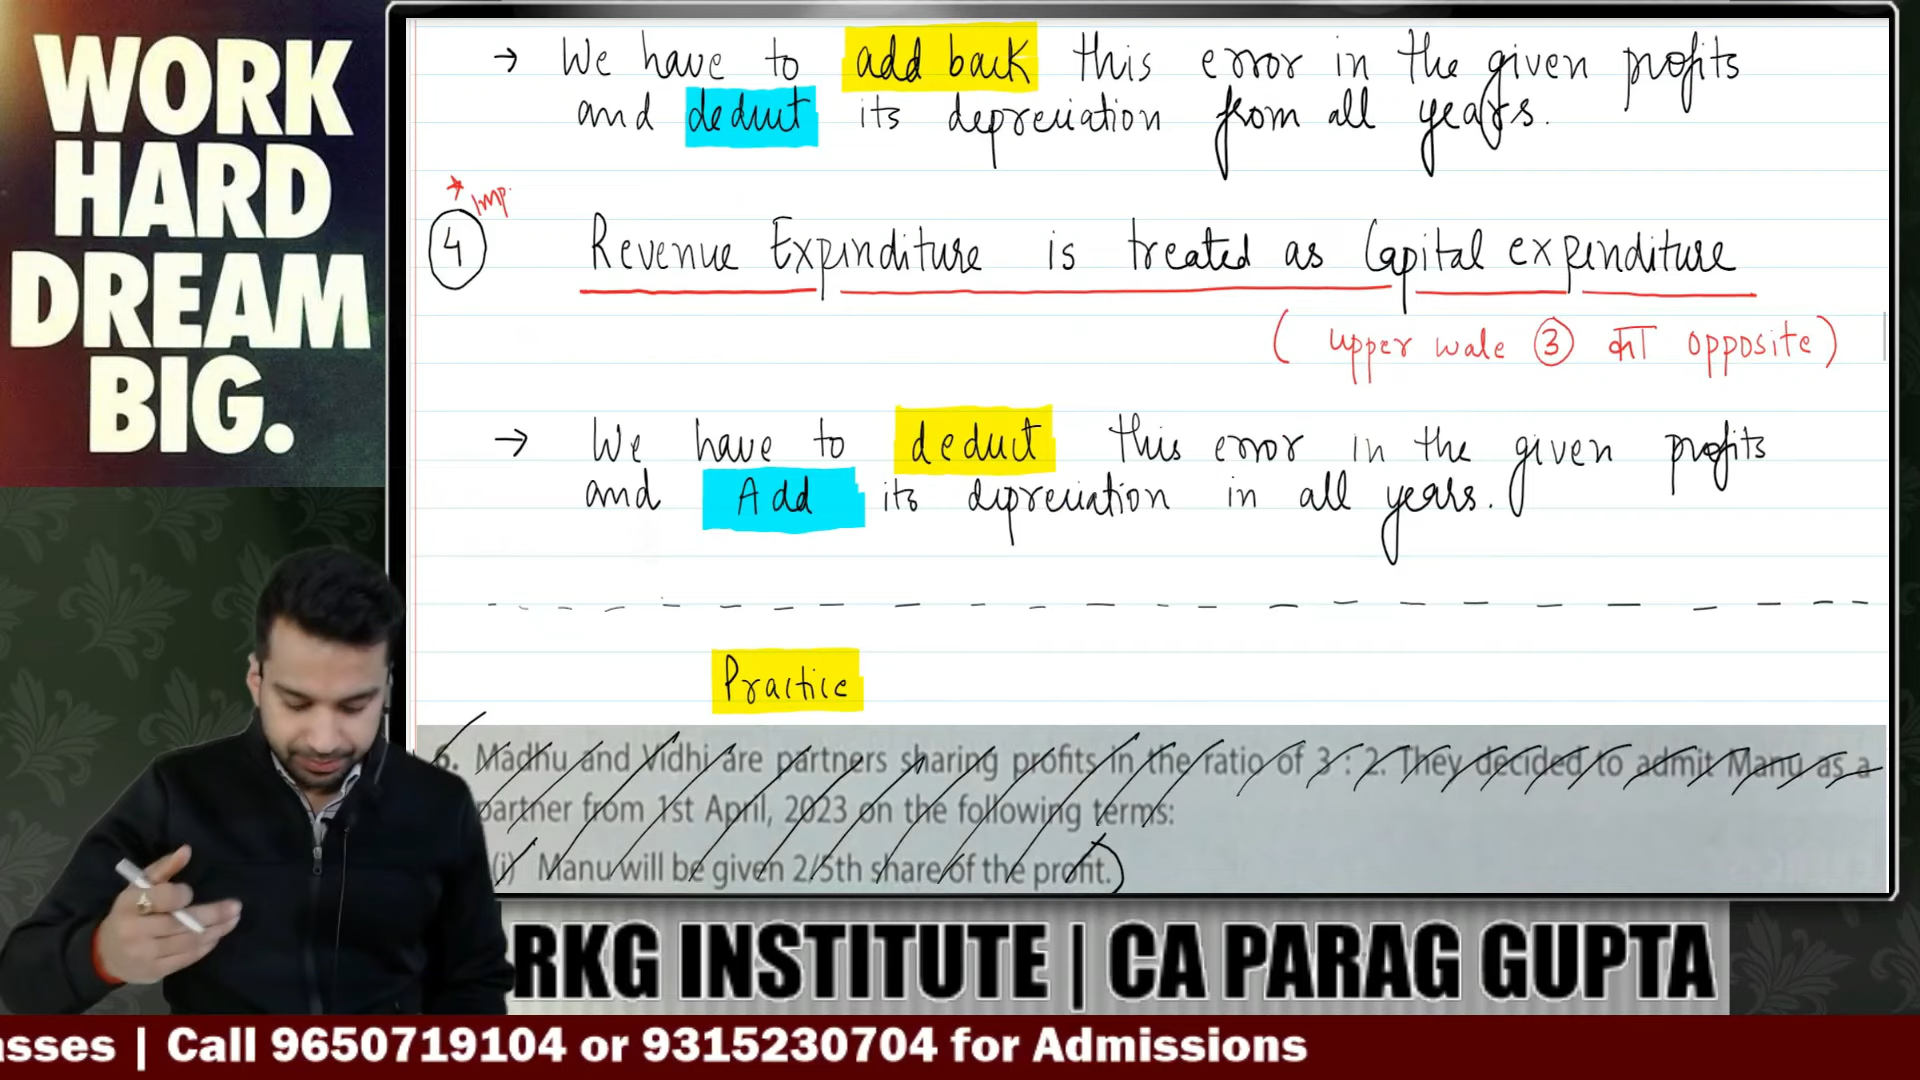 WORK
HARD
DREAM
BIG.
→ We have to add back this error in the given profits
and deduct its depreciation from all years.
* Imp.
4 Revenue Expenditure is treated as Capital expenditure
( upper wale ③ का opposite )
→ We have to deduct this error in the given profits
and Add its depreciation in all years.
Practice
6. Madhu and Vidhi are partners sharing profits in the ratio of 3 : 2. They decided to admit Manu as a
partner from 1st April, 2023 on the following terms:
(i) Manu will be given 2/5th share of the profit.)
RKG INSTITUTE | CA PARAG GUPTA
asses | Call 9650719104 or 9315230704 for Admissions